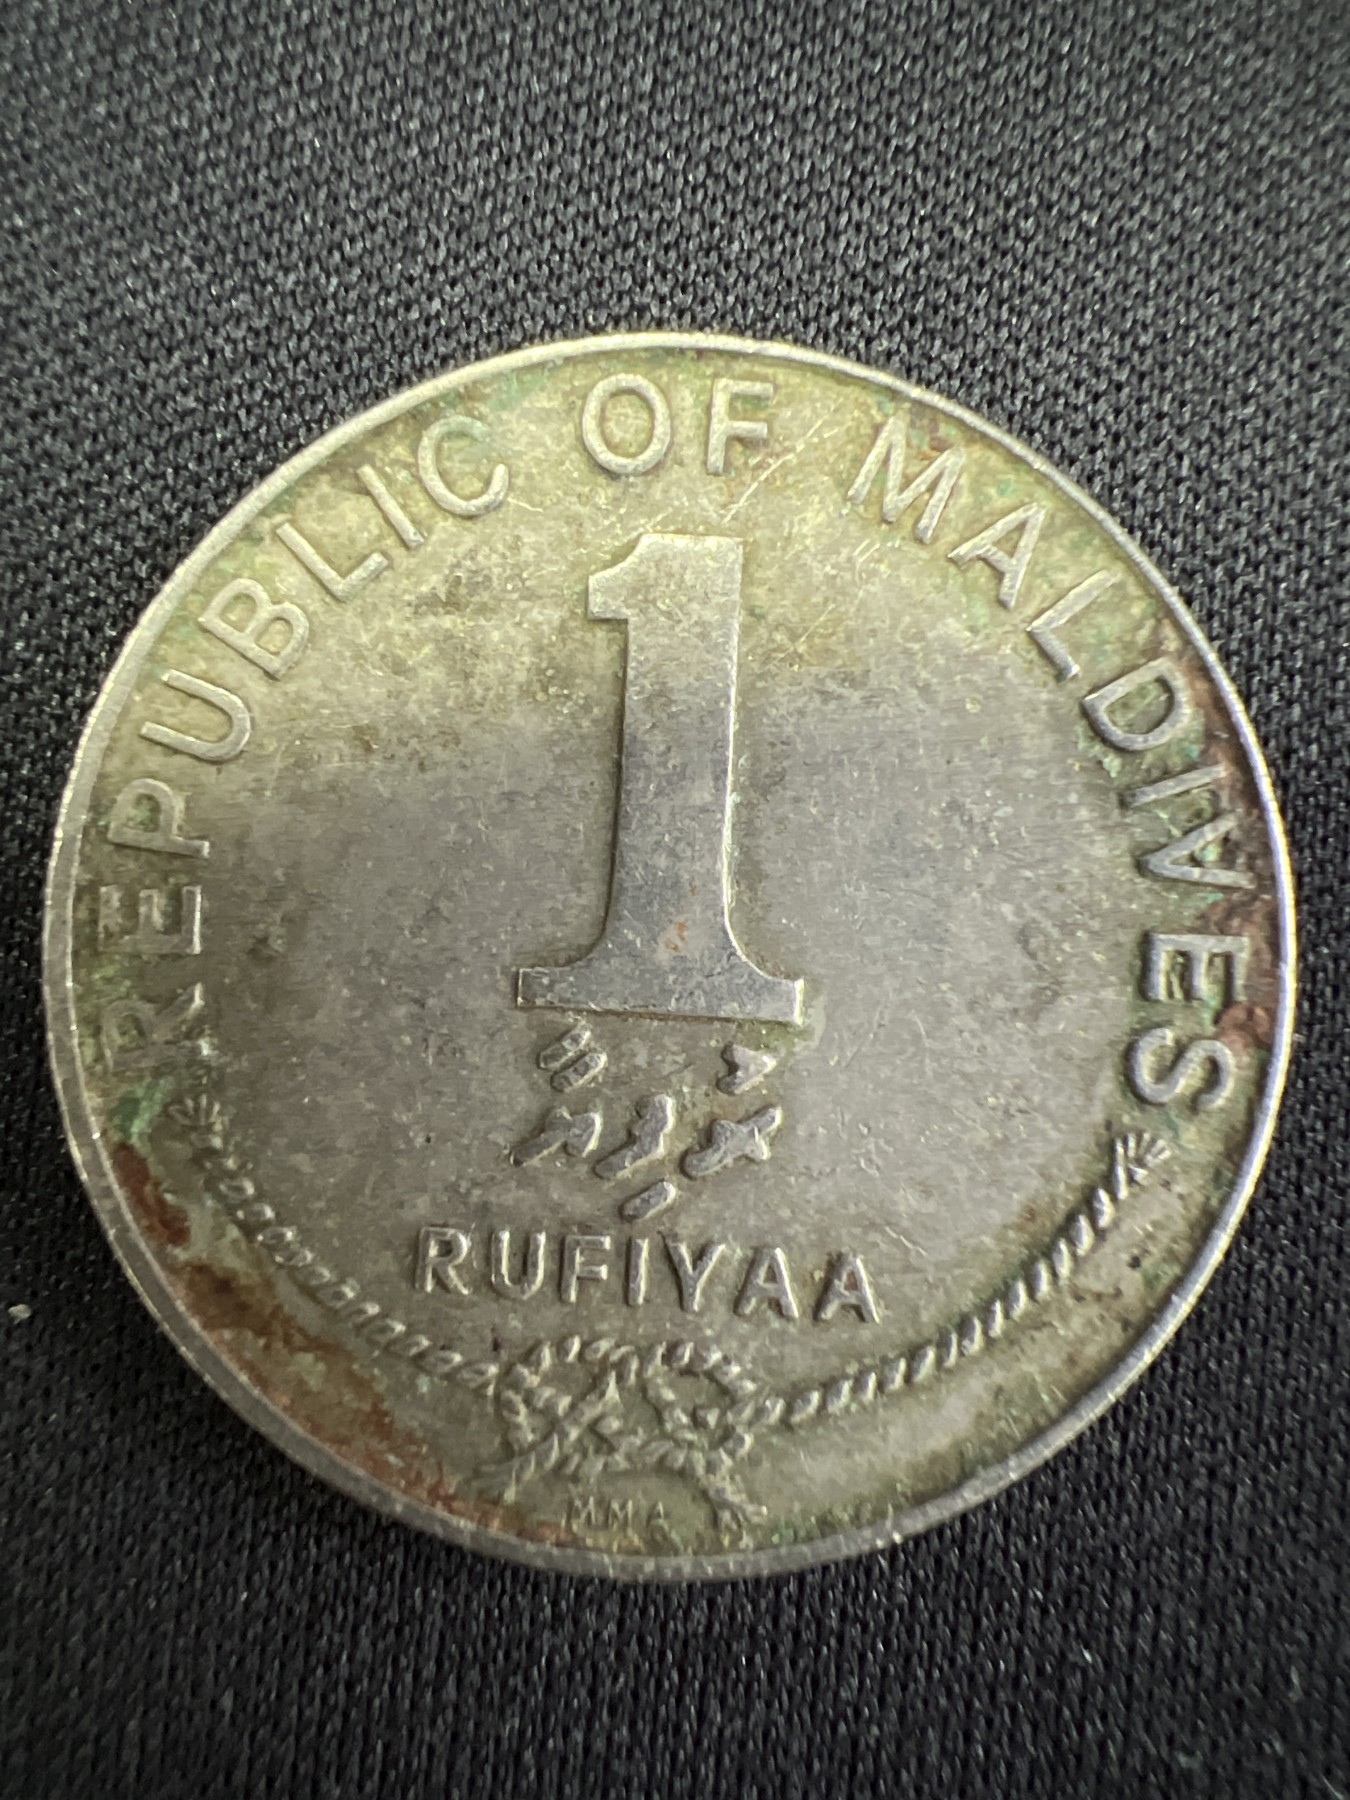 REPUBLIC OF MALDIVES
1
ރުފިޔާ
RUFIYAA
MMA